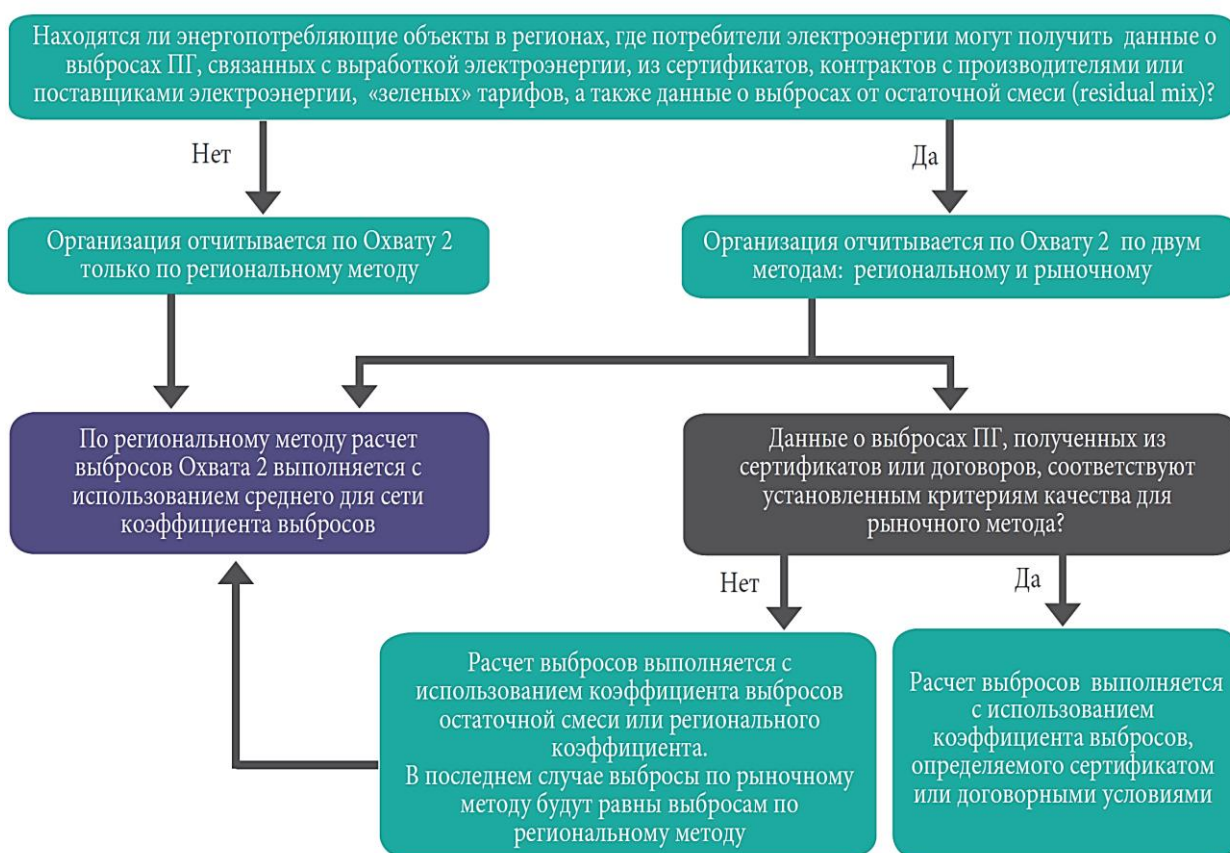 Находятся ли энергопотребляющие объекты в регионах, где потребители электроэнергии могут получить данные о
выбросах ПГ, связанных с выработкой электроэнергии, из сертификатов, контрактов с производителями или
поставщиками электроэнергии, «зеленых» тарифов, а также данные о выбросах от остаточной смеси (residual mix)?
Нет
Да
Организация отчитывается по Охвату 2
только по региональному методу
Организация отчитывается по Охвату 2 по двум
методам: региональному и рыночному
По региональному методу расчет
выбросов Охвата 2 выполняется с
использованием среднего для сети
коэффициента выбросов
Данные о выбросах ПГ, полученных из
сертификатов или договоров, соответствуют
установленным критериям качества для
рыночного метода?
Нет
Да
Расчет выбросов выполняется с
использованием коэффициента выбросов
остаточной смеси или регионального
коэффициента.
В последнем случае выбросы по рыночному
методу будут равны выбросам по
региональному методу
Расчет выбросов выполняется
с использованием
коэффициента выбросов,
определяемого сертификатом
или договорными условиями